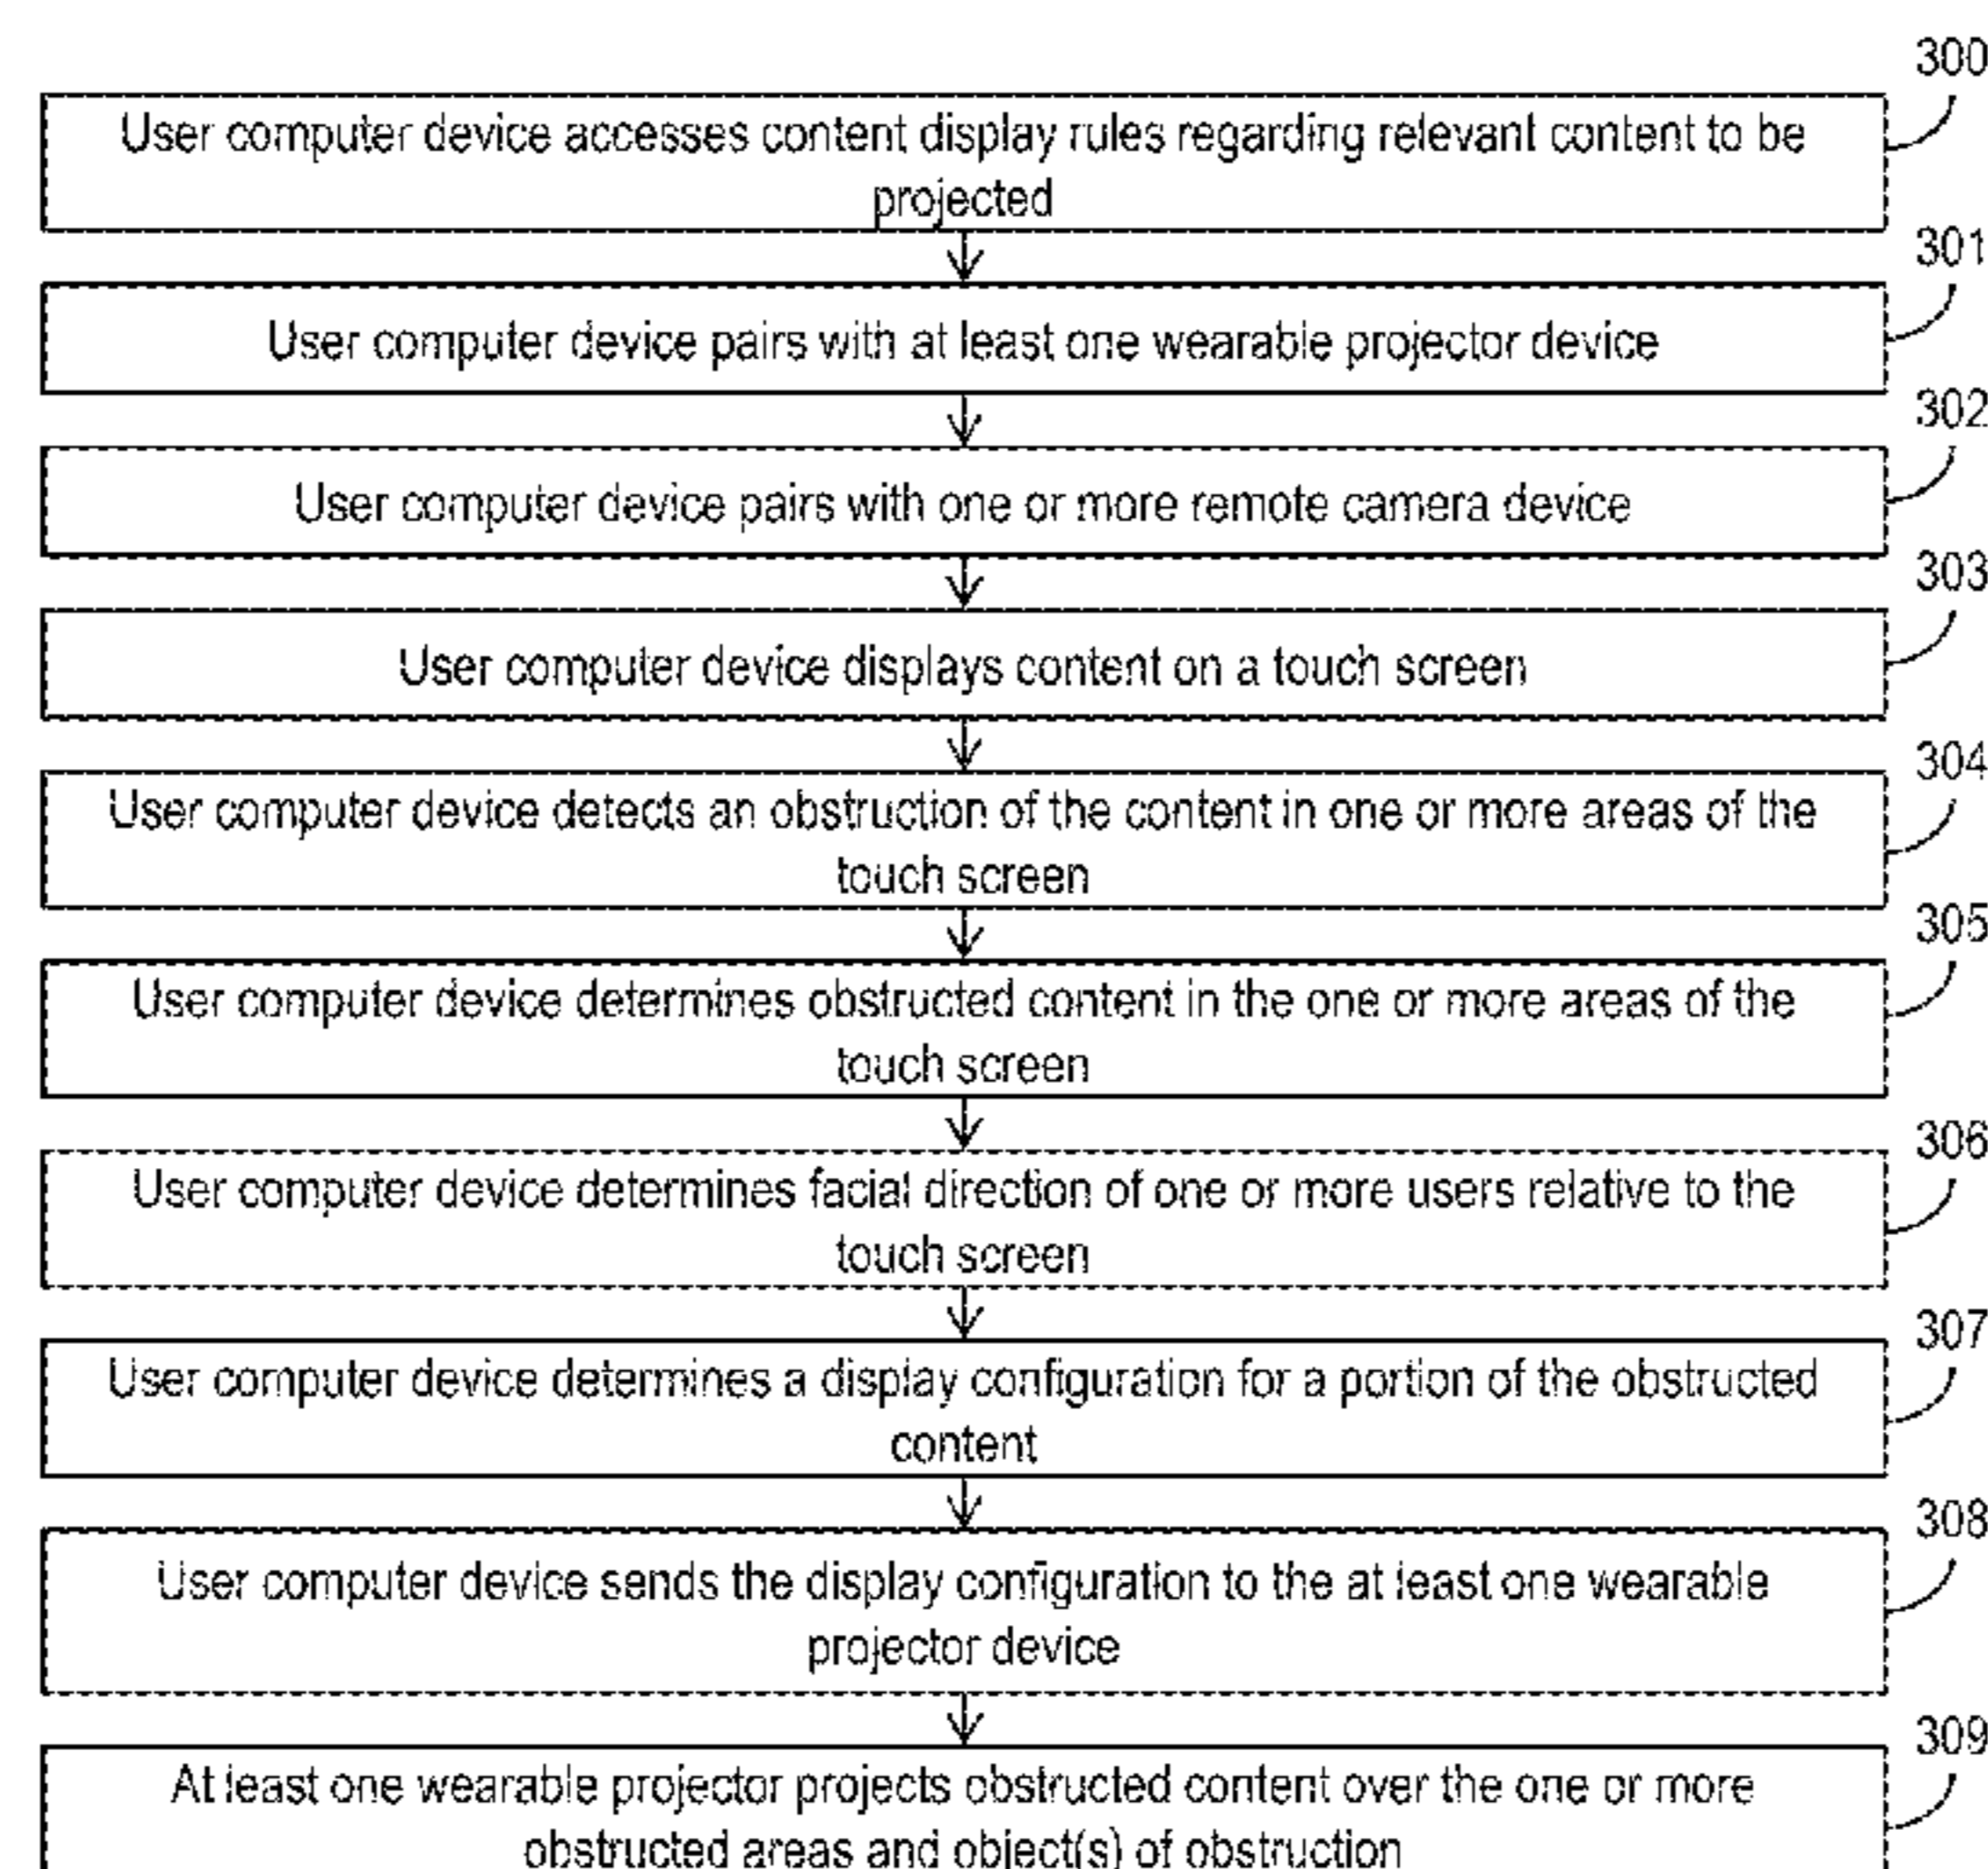 300
User computer device accesses content display rules regarding relevant content to be
projected
301
User computer device pairs with at least one wearable projector device
302
User computer device pairs with one or more remote camera device
303
User computer device displays content on a touch screen
304
User computer device detects an obstruction of the content in one or more areas of the
touch screen
305
User computer device determines obstructed content in the one or more areas of the
touch screen
306
User computer device determines facial direction of one or more users relative to the
touch screen
307
User computer device determines a display configuration for a portion of the obstructed
content
308
User computer device sends the display configuration to the at least one wearable
projector device
309
At least one wearable projector projects obstructed content over the one or more
obstructed areas and object(s) of obstruction